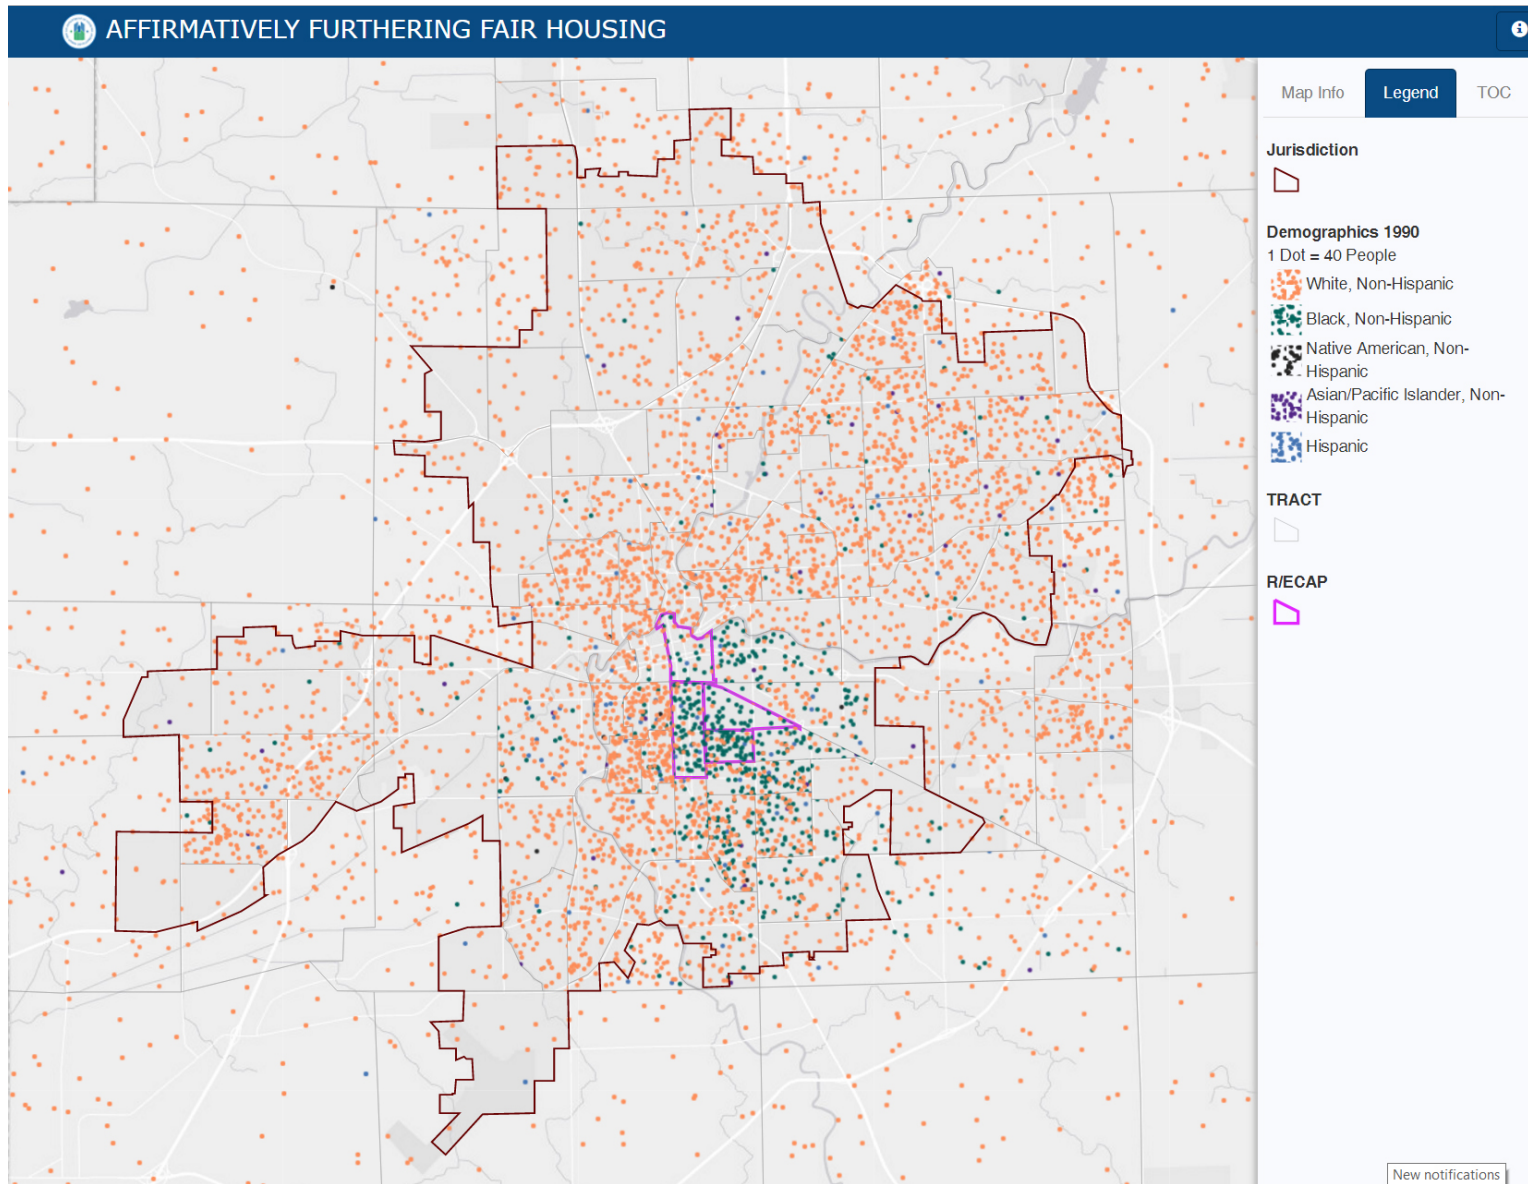 AFFIRMATIVELY FURTHERING FAIR HOUSING
Map Info
Legend
TOC
Jurisdiction
Demographics 1990
1 Dot = 40 People
White, Non-Hispanic
Black, Non-Hispanic
Native American, Non-
Hispanic
Asian/Pacific Islander, Non-
Hispanic
Hispanic
TRACT
R/ECAP
New notifications